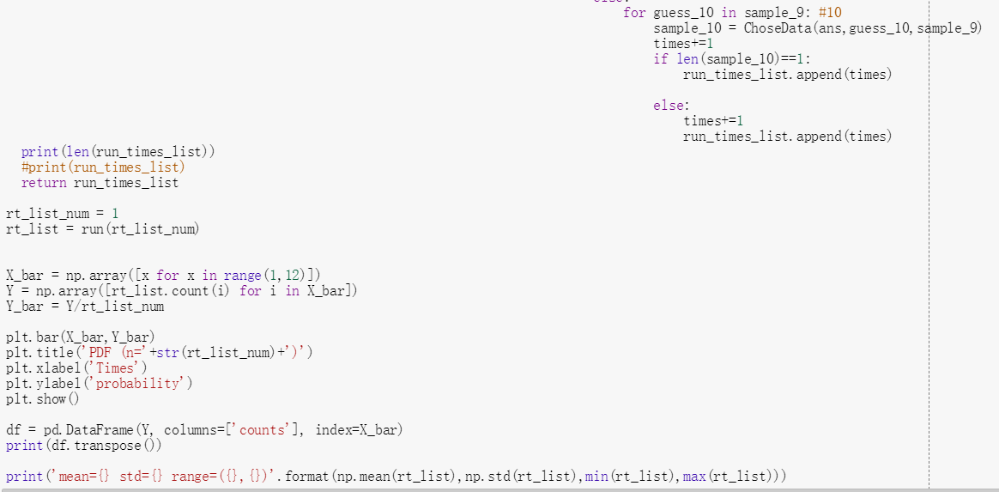 else:
for guess_10 in sample_9: #10
sample_10 = ChoseData(ans,guess_10,sample_9)
times+=1
if len(sample_10)==1:
run_times_list.append(times)
else:
times+=1
run_times_list.append(times)
print(len(run_times_list))
#print(run_times_list)
return run_times_list
rt_list_num = 1
rt_list = run(rt_list_num)
X_bar = np.array([x for x in range(1,12)])
Y = np.array([rt_list.count(i) for i in X_bar])
Y_bar = Y/rt_list_num
plt.bar(X_bar,Y_bar)
plt.title('PDF (n='+str(rt_list_num)+')')
plt.xlabel('Times')
plt.ylabel('probability')
plt.show()
df = pd.DataFrame(Y, columns=['counts'], index=X_bar)
print(df.transpose())
print('mean={} std={} range=({},{})'.format(np.mean(rt_list),np.std(rt_list),min(rt_list),max(rt_list)))